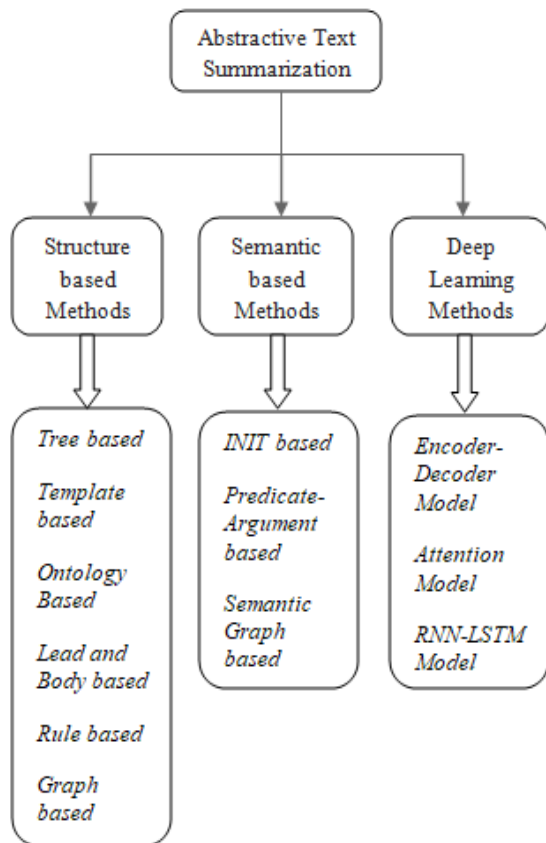 Abstractive Text
Summarization
Structure
based
Methods
Semantic
based
Methods
Deep
Learning
Methods
Tree based
Template
based
Ontology
Based
Lead and
Body based
Rule based
Graph
based
INIT based
Predicate-
Argument
based
Semantic
Graph
based
Encoder-
Decoder
Model
Attention
Model
RNN-LSTM
Model